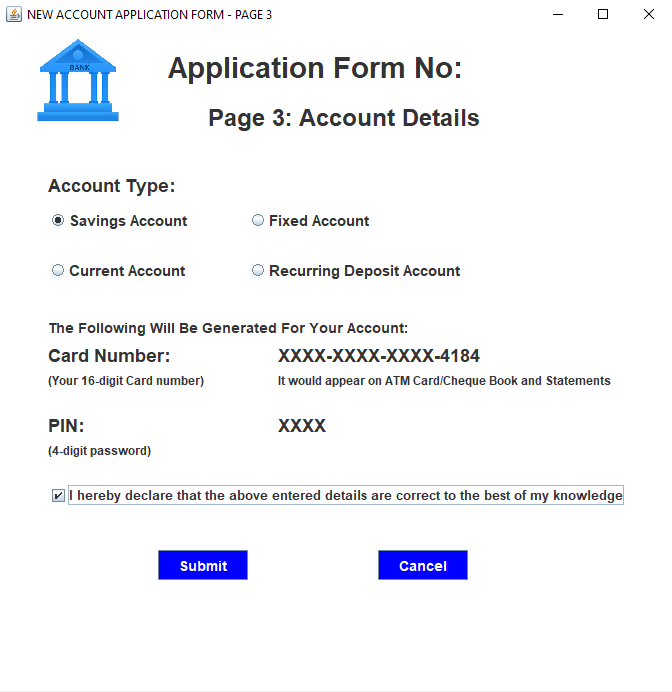 NEW ACCOUNT APPLICATION FORM - PAGE 3
BANK
Application Form No:
Page 3: Account Details
Account Type:
Savings Account Fixed Account
Current Account Recurring Deposit Account
The Following Will Be Generated For Your Account:
Card Number: XXXX-XXXX-XXXX-4184
(Your 16-digit Card number) It would appear on ATM Card/Cheque Book and Statements
PIN: XXXX
(4-digit password)
I hereby declare that the above entered details are correct to the best of my knowledge
Submit Cancel